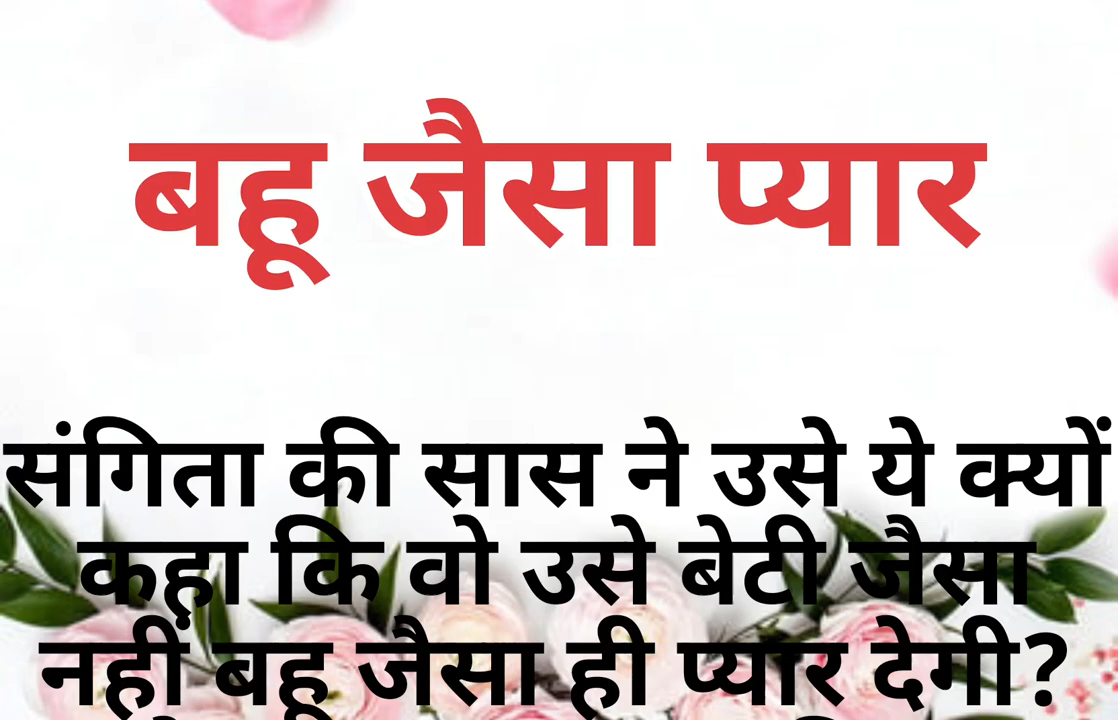 बहू जैसा प्यार
संगिता की सास ने उसे ये क्यों
कहा कि वो उसे बेटी जैसा
नहीं बहू जैसा ही प्यार देगी?